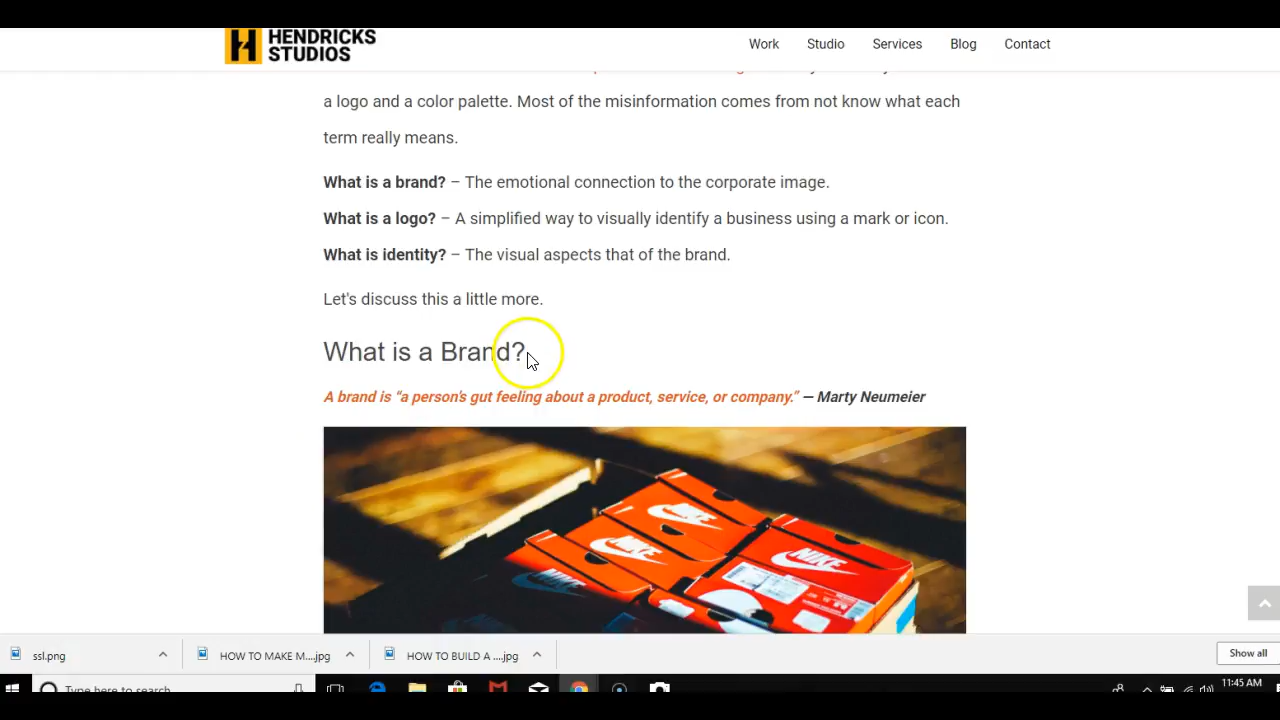 HENDRICKS
STUDIOS
Work Studio Services Blog Contact
a logo and a color palette. Most of the misinformation comes from not know what each
term really means.
What is a brand? – The emotional connection to the corporate image.
What is a logo? – A simplified way to visually identify a business using a mark or icon.
What is identity? – The visual aspects that of the brand.
Let's discuss this a little more.
What is a Brand?
A brand is “a person's gut feeling about a product, service, or company.” — Marty Neumeier
NIKE
NIKE
NIKE
NIKE
ssl.png
HOW TO MAKE M....jpg
HOW TO BUILD A ....jpg
Show all
Type here to search
11:45 AM